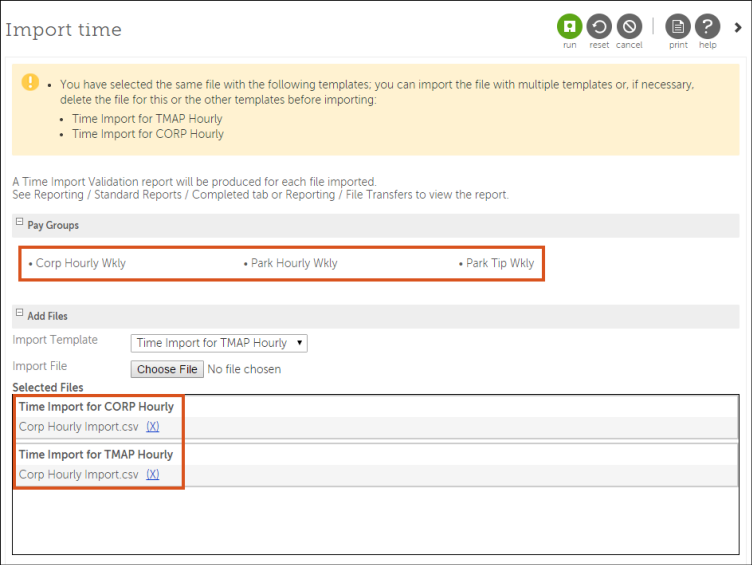 Import time
run reset cancel print help
• You have selected the same file with the following templates; you can import the file with multiple templates or, if necessary,
delete the file for this or the other templates before importing:
• Time Import for TMAP Hourly
• Time Import for CORP Hourly
A Time Import Validation report will be produced for each file imported.
See Reporting / Standard Reports / Completed tab or Reporting / File Transfers to view the report.
Pay Groups
• Corp Hourly Wkly • Park Hourly Wkly • Park Tip Wkly
Add Files
Import Template Time Import for TMAP Hourly
Import File Choose File No file chosen
Selected Files
Time Import for CORP Hourly
Corp Hourly Import.csv (X)
Time Import for TMAP Hourly
Corp Hourly Import.csv (X)